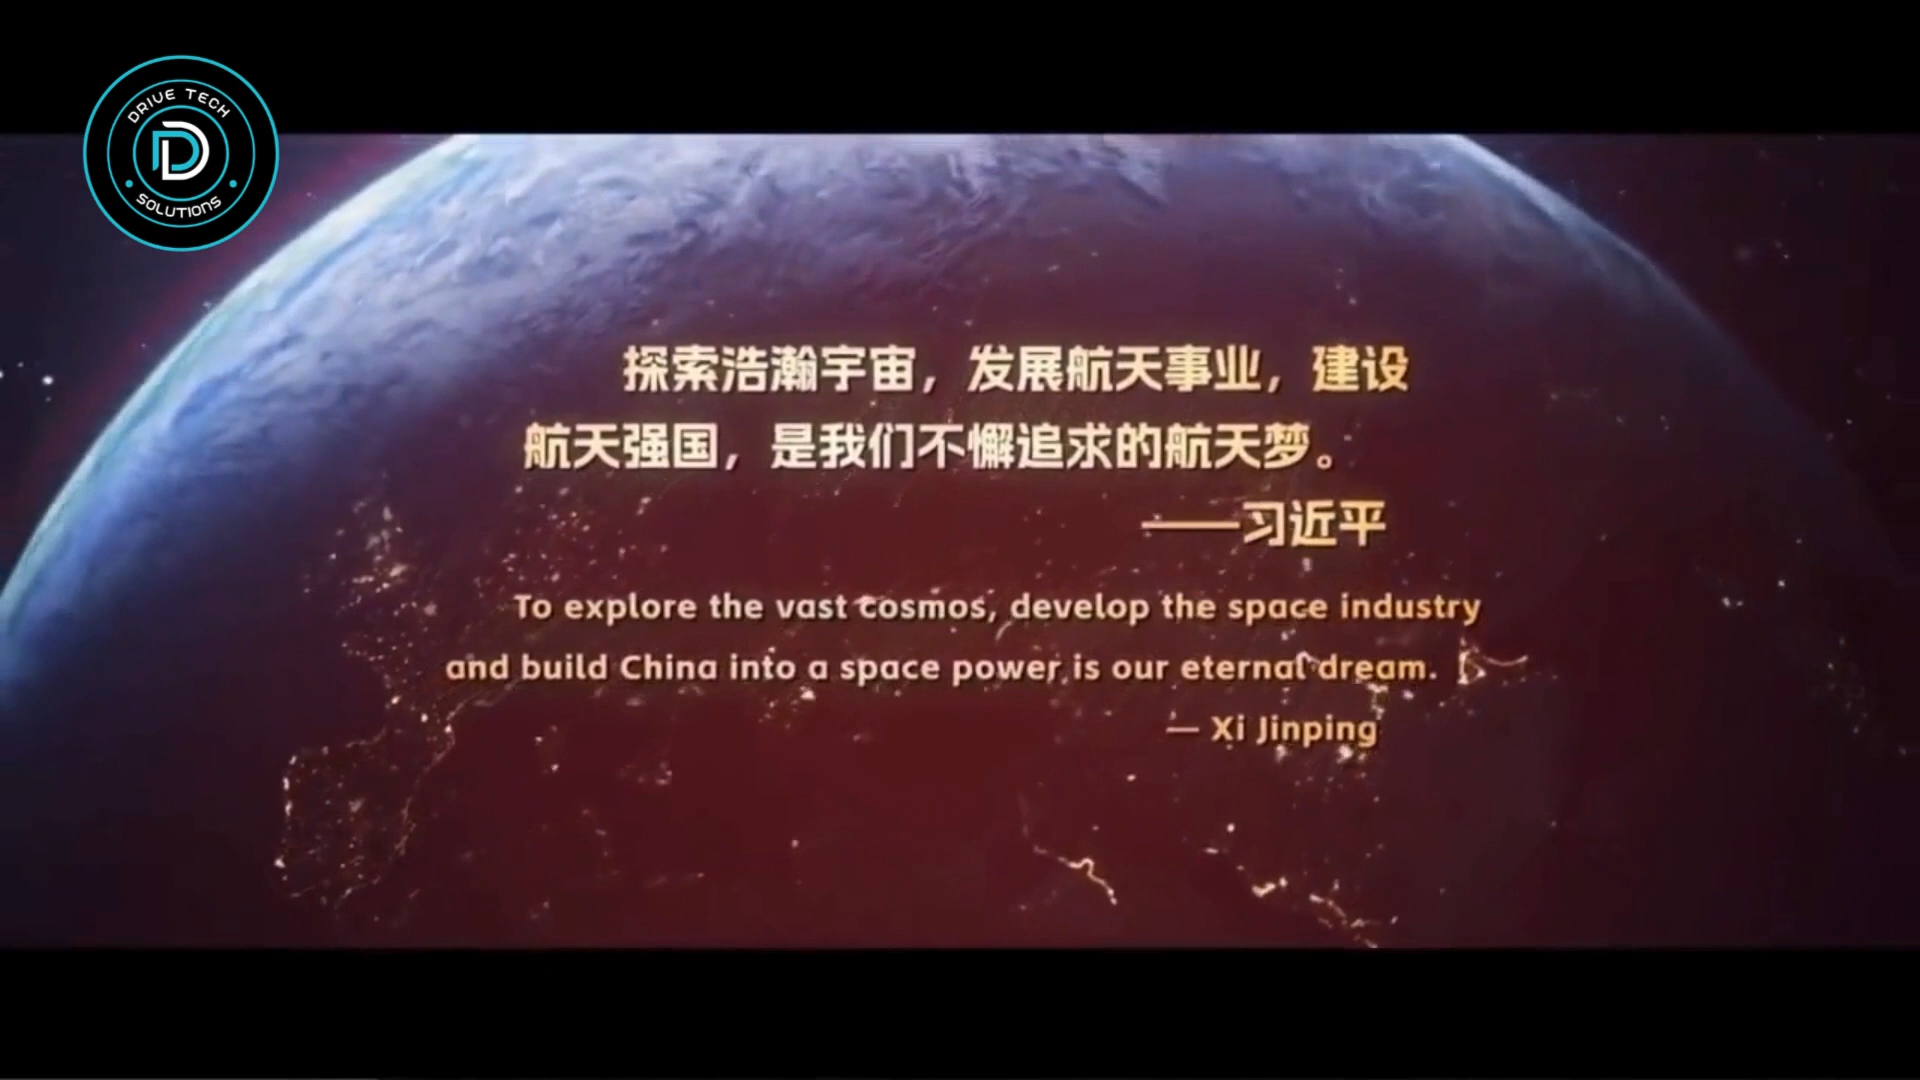 DRIVE TECH
D
SOLUTIONS
探索浩瀚宇宙，发展航天事业，建设
航天强国，是我们不懈追求的航天梦。
——习近平
To explore the vast cosmos, develop the space industry
and build China into a space power is our eternal dream.
— Xi Jinping